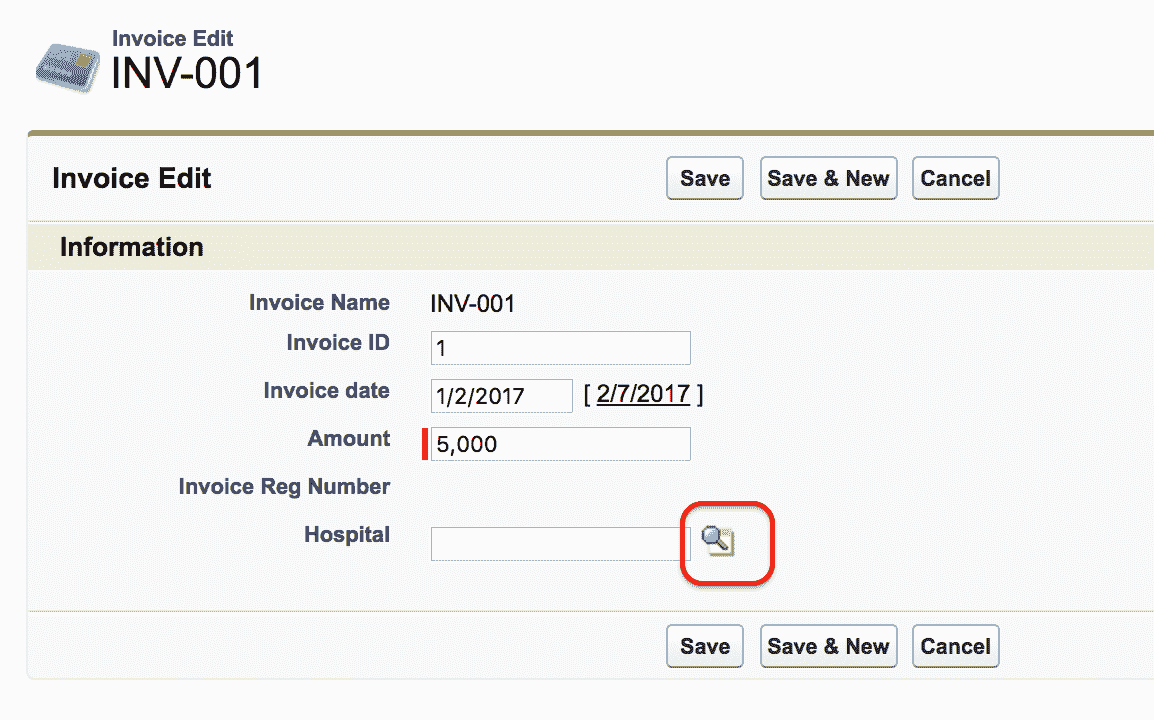 Invoice Edit
INV-001
Invoice Edit Save Save & New Cancel
Information
Invoice Name INV-001
Invoice ID 1
Invoice date 1/2/2017 [ 2/7/2017 ]
Amount 5,000
Invoice Reg Number
Hospital
Save Save & New Cancel